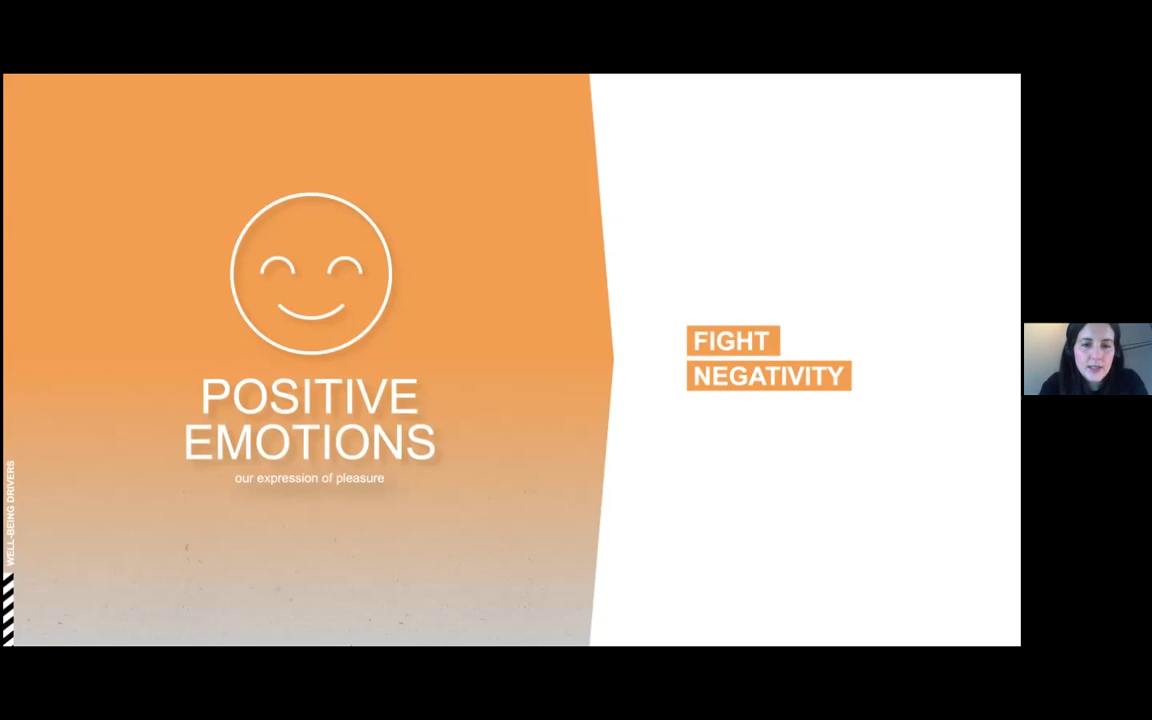 POSITIVE
EMOTIONS
our expression of pleasure
WELL-BEING DRIVERS
FIGHT
NEGATIVITY